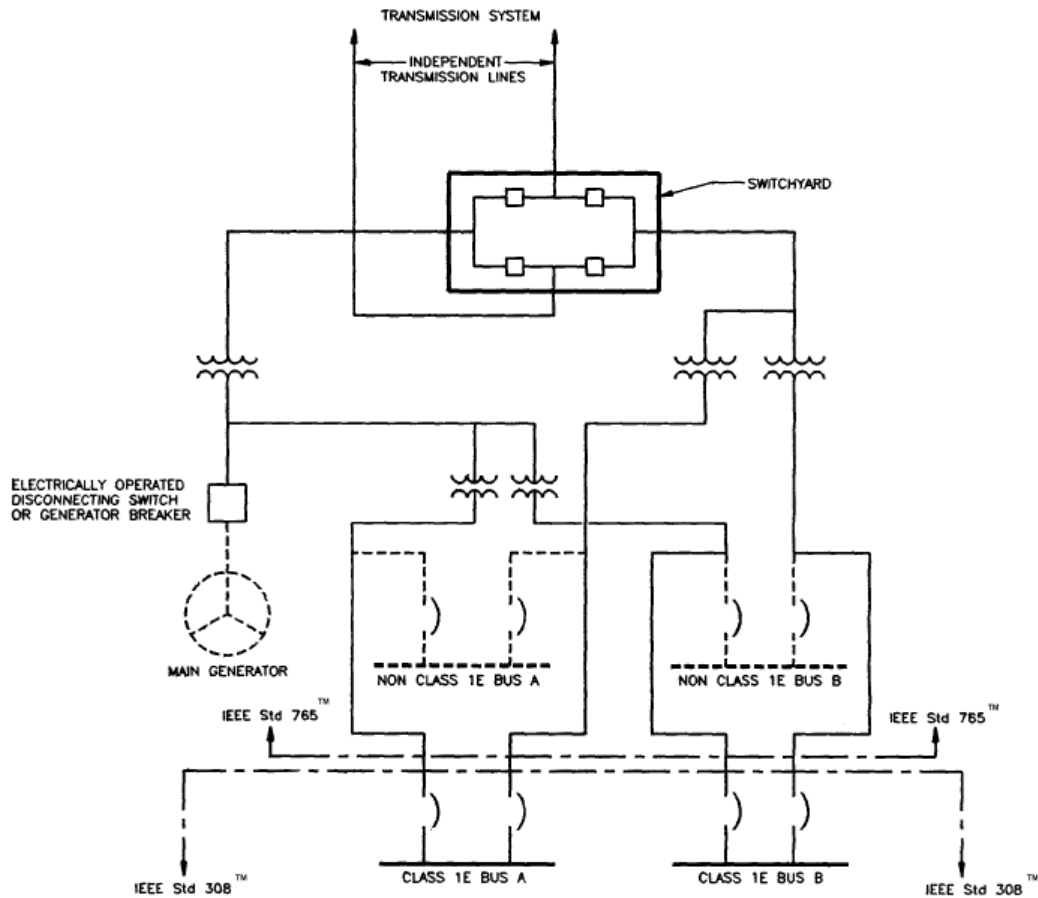 TRANSMISSION SYSTEM
INDEPENDENT
TRANSMISSION LINES
SWITCHYARD
ELECTRICALLY OPERATED
DISCONNECTING SWITCH
OR GENERATOR BREAKER
MAIN GENERATOR
NON CLASS 1E BUS A
NON CLASS 1E BUS B
IEEE Std 765™
IEEE Std 765™
CLASS 1E BUS A
CLASS 1E BUS B
IEEE Std 308™
IEEE Std 308™